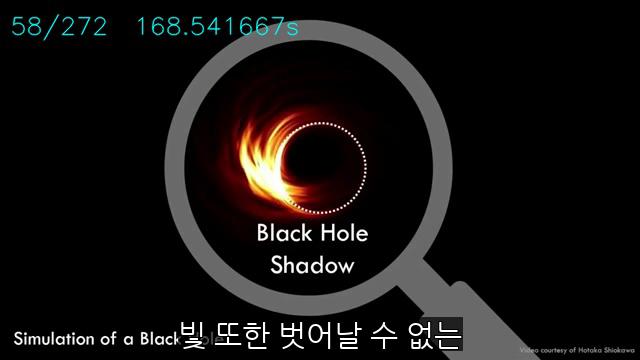 58/272 168.541667s
Black Hole
Shadow
Simulation of a Black Hole
빛 또한 벗어날 수 없는
Video courtesy of Hotaka Shiokawa